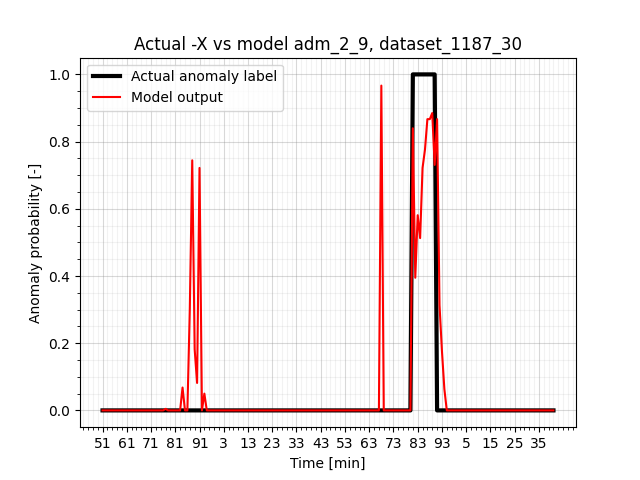 Actual -X vs model adm_2_9, dataset_1187_30
Actual anomaly label
Model output
Anomaly probability [-]
1.0
0.8
0.6
0.4
0.2
0.0
51 61 71 81 91 3 13 23 33 43 53 63 73 83 93 5 15 25 35
Time [min]